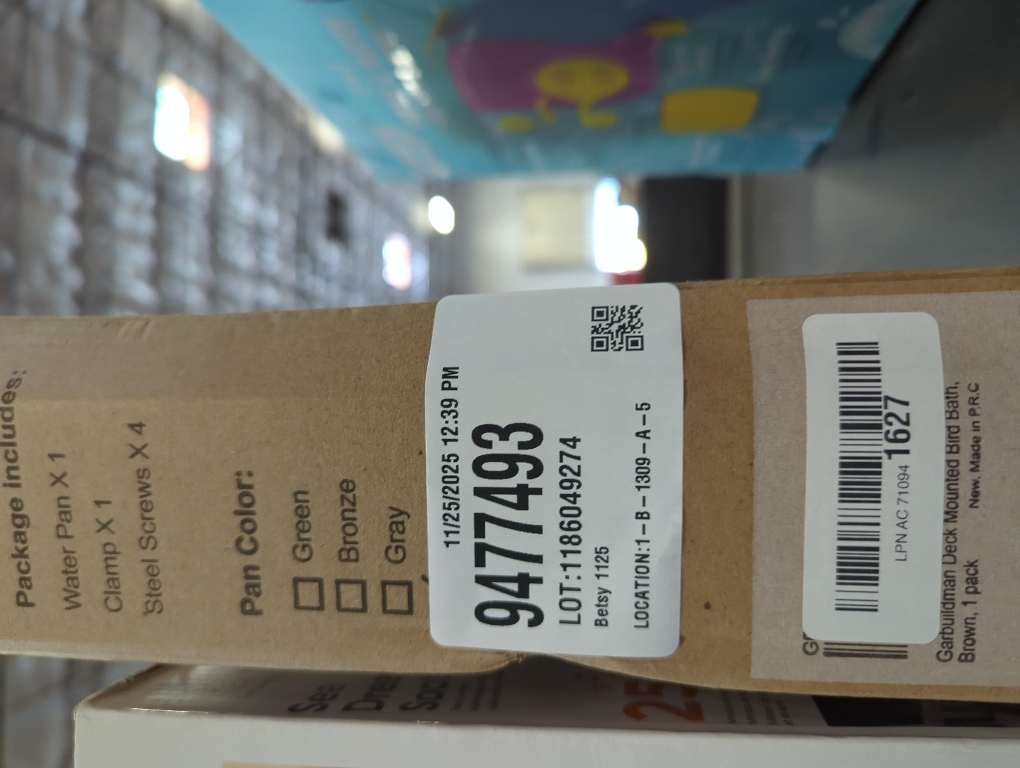 Package includes:
Water Pan X 1
Clamp X 1
Steel Screws X 4
Pan Color:
Green
Bronze
Gray
11/25/2025 12:39 PM
9477493
LOT:1186049274
Betsy 1125
LOCATION:1-B-1309-A-5
LPN AC 71094 1627
Garbuildman Deck Mounted Bird Bath,
Brown, 1 pack
New. Made in P.R.C